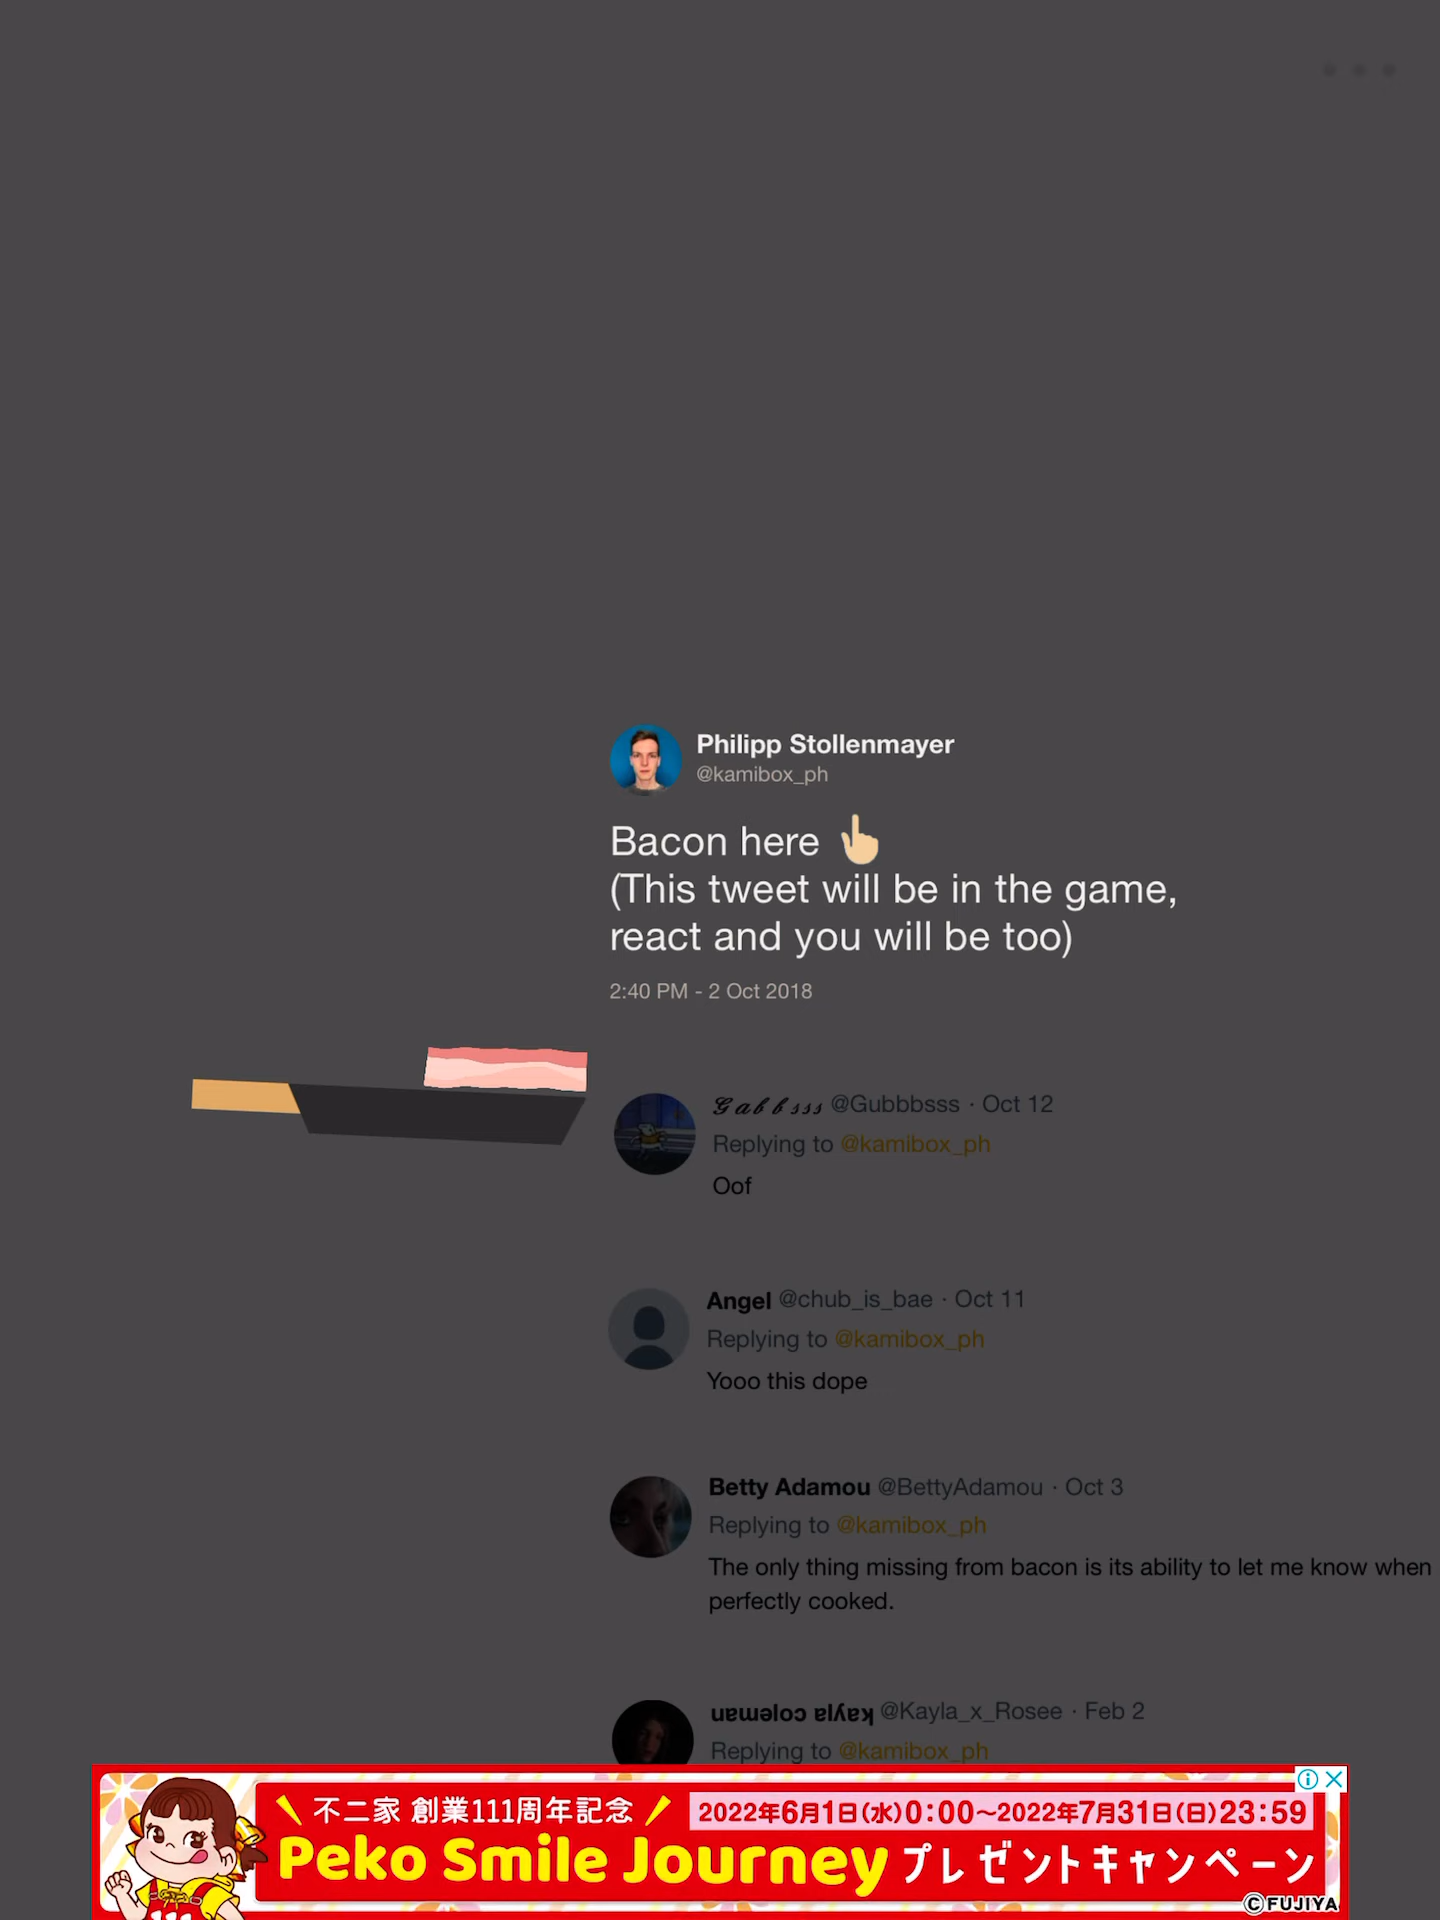 Philipp Stollenmayer
@kamibox_ph
Bacon here 👆🏼
(This tweet will be in the game,
react and you will be too)
2:40 PM - 2 Oct 2018
𝒢𝒶𝒷𝒷𝓈𝓈𝓈 @Gubbbsss · Oct 12
Replying to @kamibox_ph
Oof
Angel @chub_is_bae · Oct 11
Replying to @kamibox_ph
Yooo this dope
Betty Adamou @BettyAdamou · Oct 3
Replying to @kamibox_ph
The only thing missing from bacon is its ability to let me know when
perfectly cooked.
ʞɐʎlɐ ɔolǝɯɐu @Kayla_x_Rosee · Feb 2
Replying to @kamibox_ph
不二家 創業111周年記念
2022年6月1日(水)0:00~2022年7月31日(日)23:59
Peko Smile Journey プレゼントキャンペーン
©FUJIYA
111